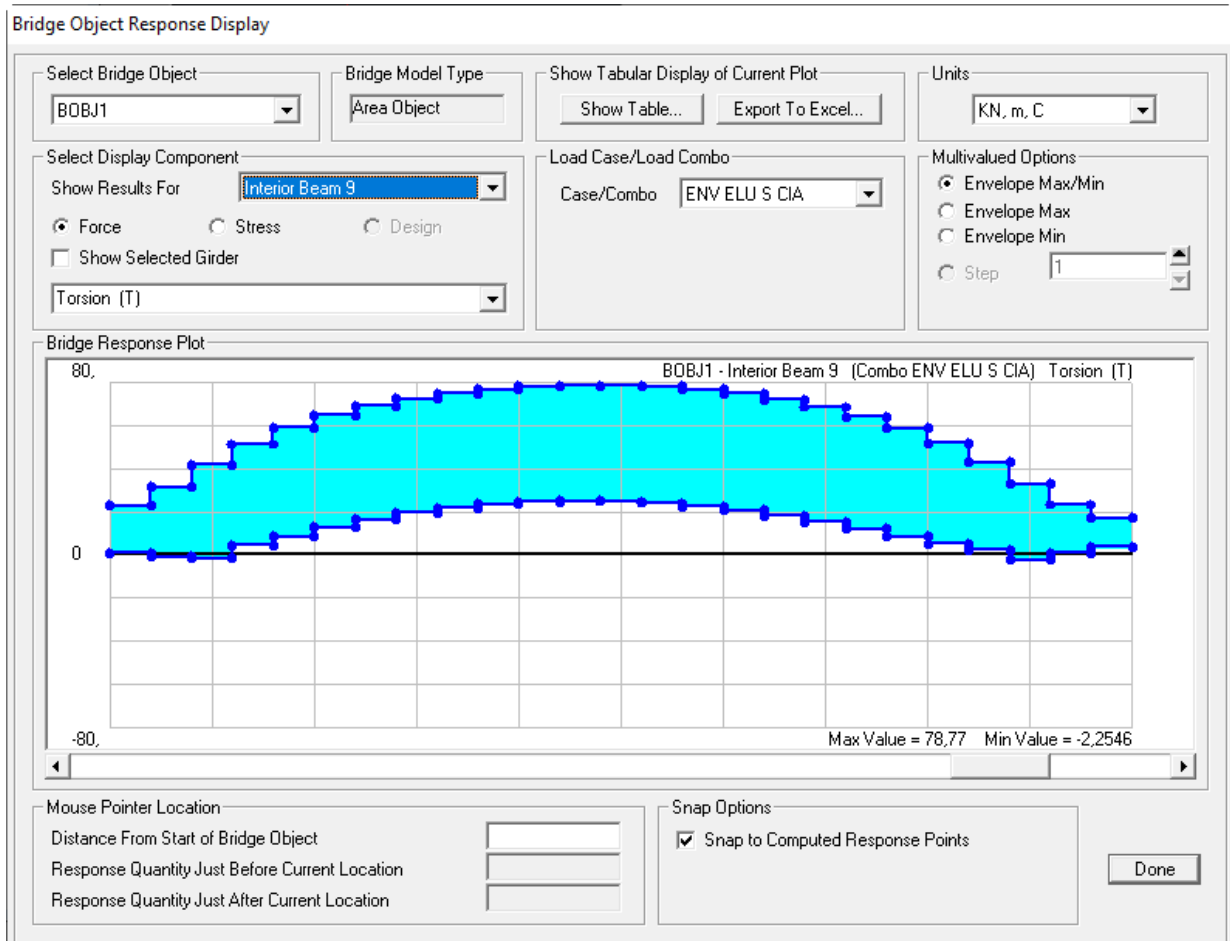 Bridge Object Response Display
Select Bridge Object
BOBJ1
Bridge Model Type
Area Object
Show Tabular Display of Current Plot
Show Table...
Export To Excel...
Units
KN, m, C
Select Display Component
Show Results For
Interior Beam 9
Force
Stress
Design
Show Selected Girder
Torsion (T)
Load Case/Load Combo
Case/Combo
ENV ELU S CIA
Multivalued Options
Envelope Max/Min
Envelope Max
Envelope Min
Step
1
Bridge Response Plot
80,
BOBJ1 - Interior Beam 9 (Combo ENV ELU S CIA) Torsion (T)
0
-80,
Max Value = 78,77 Min Value = -2,2546
Mouse Pointer Location
Distance From Start of Bridge Object
Response Quantity Just Before Current Location
Response Quantity Just After Current Location
Snap Options
Snap to Computed Response Points
Done